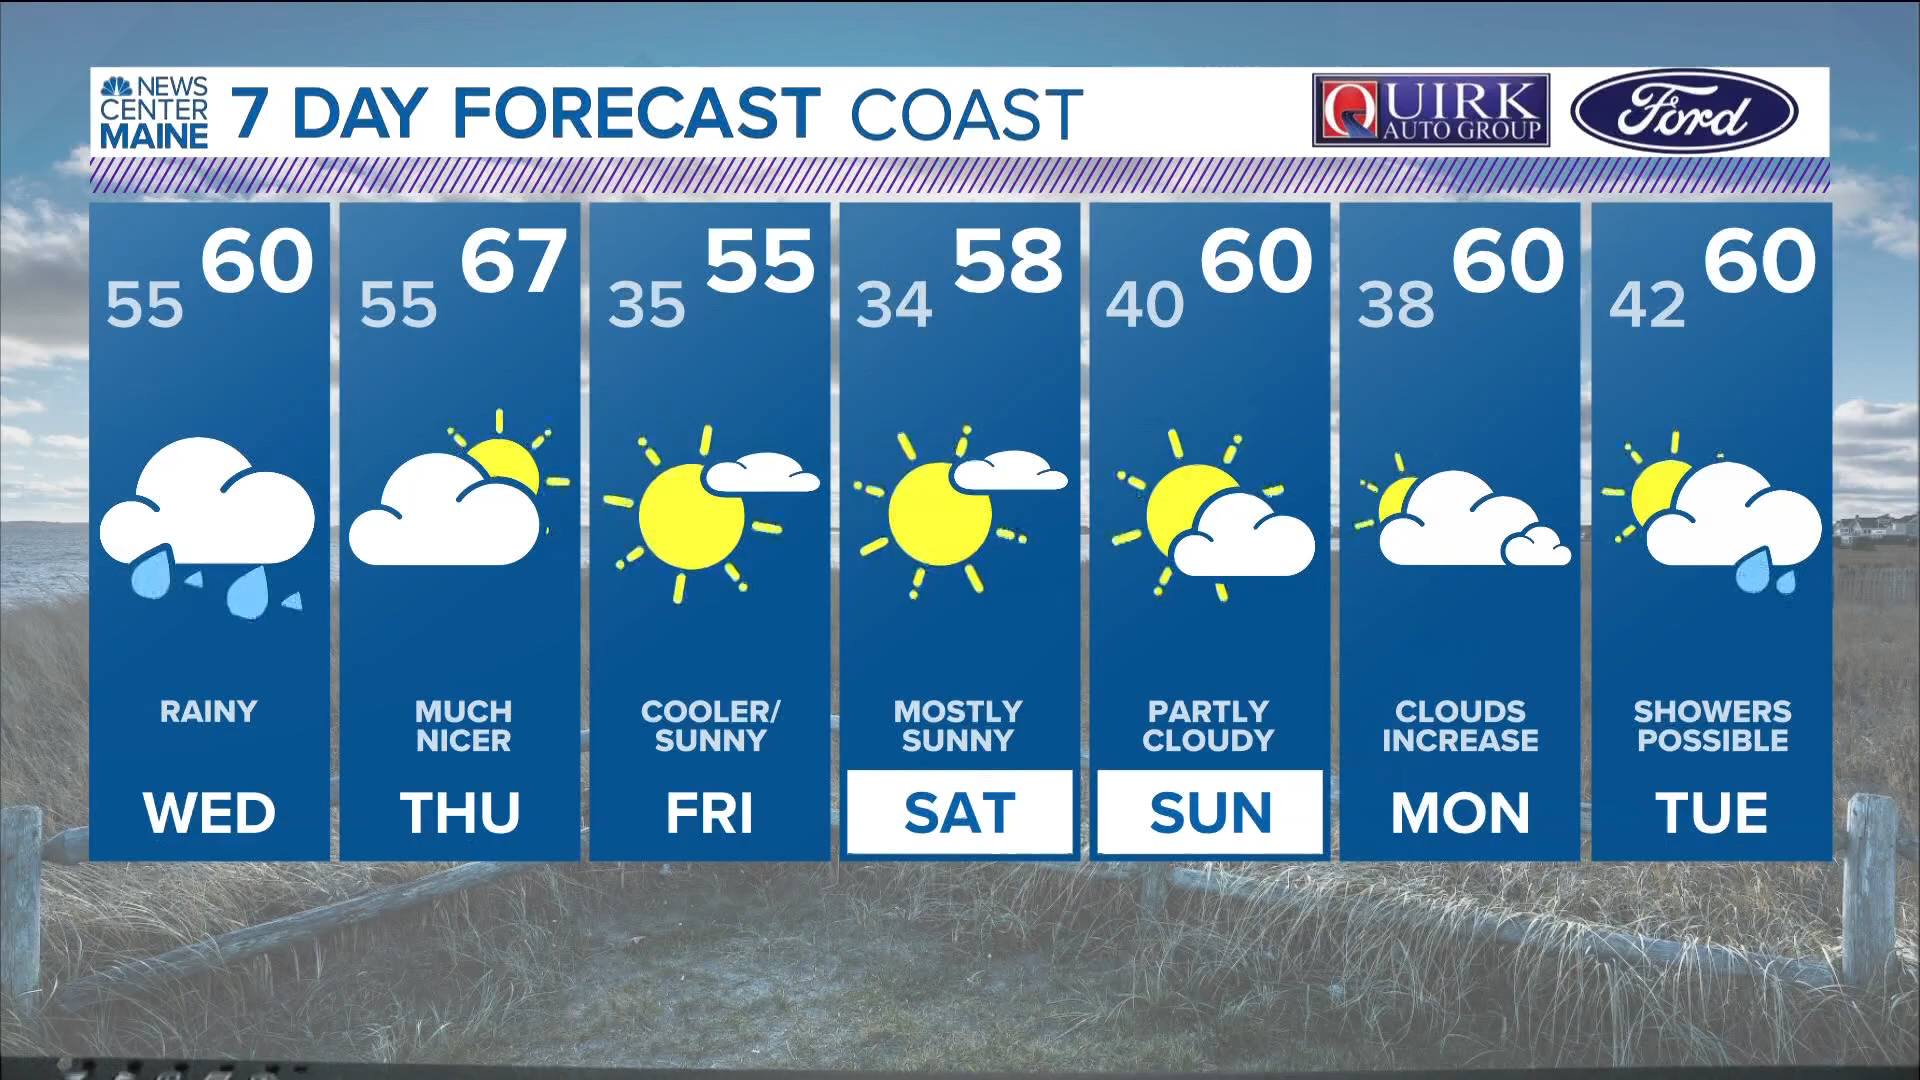 NEWS
CENTER
MAINE
7 DAY FORECAST COAST
QUIRK
AUTO GROUP
Ford
55 60
RAINY
WED
55 67
MUCH
NICER
THU
35 55
COOLER/
SUNNY
FRI
34 58
MOSTLY
SUNNY
SAT
40 60
PARTLY
CLOUDY
SUN
38 60
CLOUDS
INCREASE
MON
42 60
SHOWERS
POSSIBLE
TUE